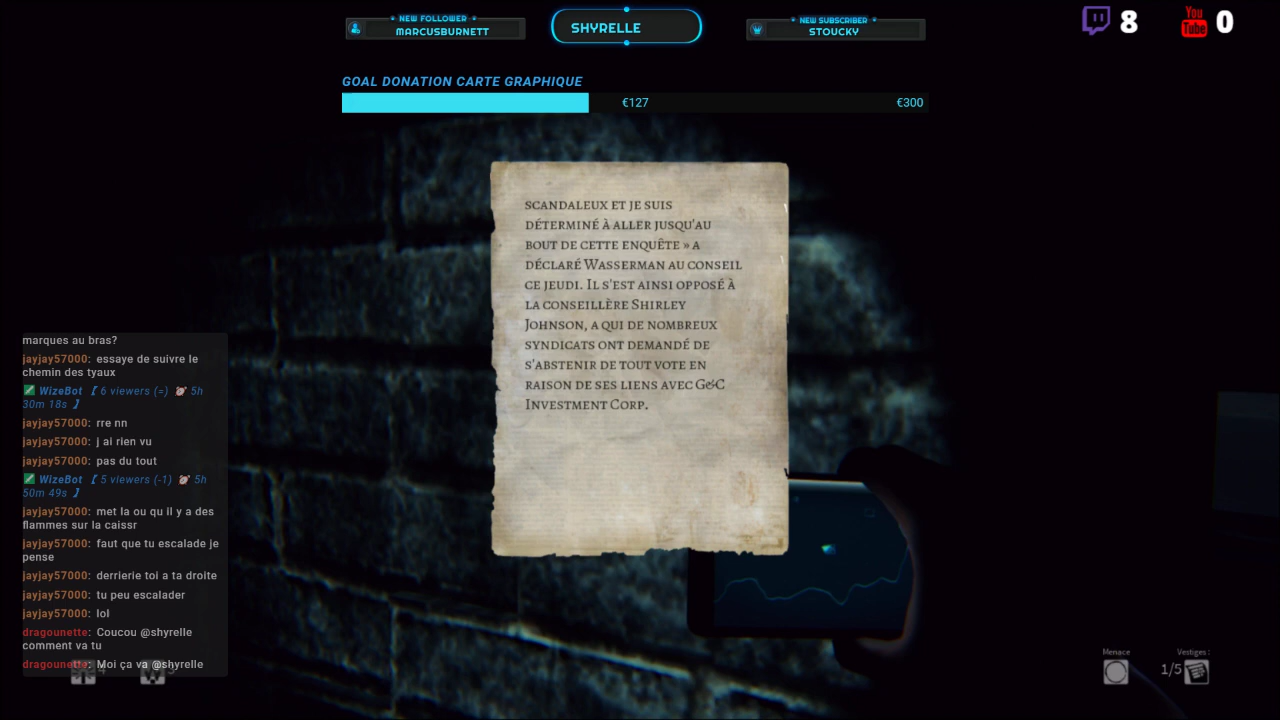 NEW FOLLOWER
MARCUSBURNETT
SHYRELLE
NEW SUBSCRIBER
STOUCKY
8
You
Tube
0
GOAL DONATION CARTE GRAPHIQUE
€127
€300
SCANDALEUX ET JE SUIS
DÉTERMINÉ À ALLER JUSQU'AU
BOUT DE CETTE ENQUÊTE » A
DÉCLARÉ WASSERMAN AU CONSEIL
CE JEUDI. IL S'EST AINSI OPPOSÉ À
LA CONSEILLÈRE SHIRLEY
JOHNSON, A QUI DE NOMBREUX
SYNDICATS ONT DEMANDÉ DE
S'ABSTENIR DE TOUT VOTE EN
RAISON DE SES LIENS AVEC G&C
INVESTMENT CORP.
marques au bras?
jayjay57000: essaye de suivre le
chemin des tyaux
WizeBot 【 6 viewers (=) 5h
30m 18s 】
jayjay57000: rre nn
jayjay57000: j ai rien vu
jayjay57000: pas du tout
WizeBot 【 5 viewers (-1) 5h
50m 49s 】
jayjay57000: met la ou qu il y a des
flammes sur la caissr
jayjay57000: faut que tu escalade je
pense
jayjay57000: derrierie toi a ta droite
jayjay57000: tu peu escalader
jayjay57000: lol
dragounette: Coucou @shyrelle
comment va tu
dragounette: Moi ça va @shyrelle
Menace
Vestiges :
1/5